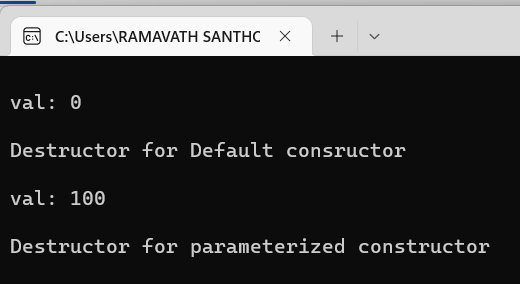 C:\Users\RAMAVATH SANTHC
val: 0
Destructor for Default consructor
val: 100
Destructor for parameterized constructor